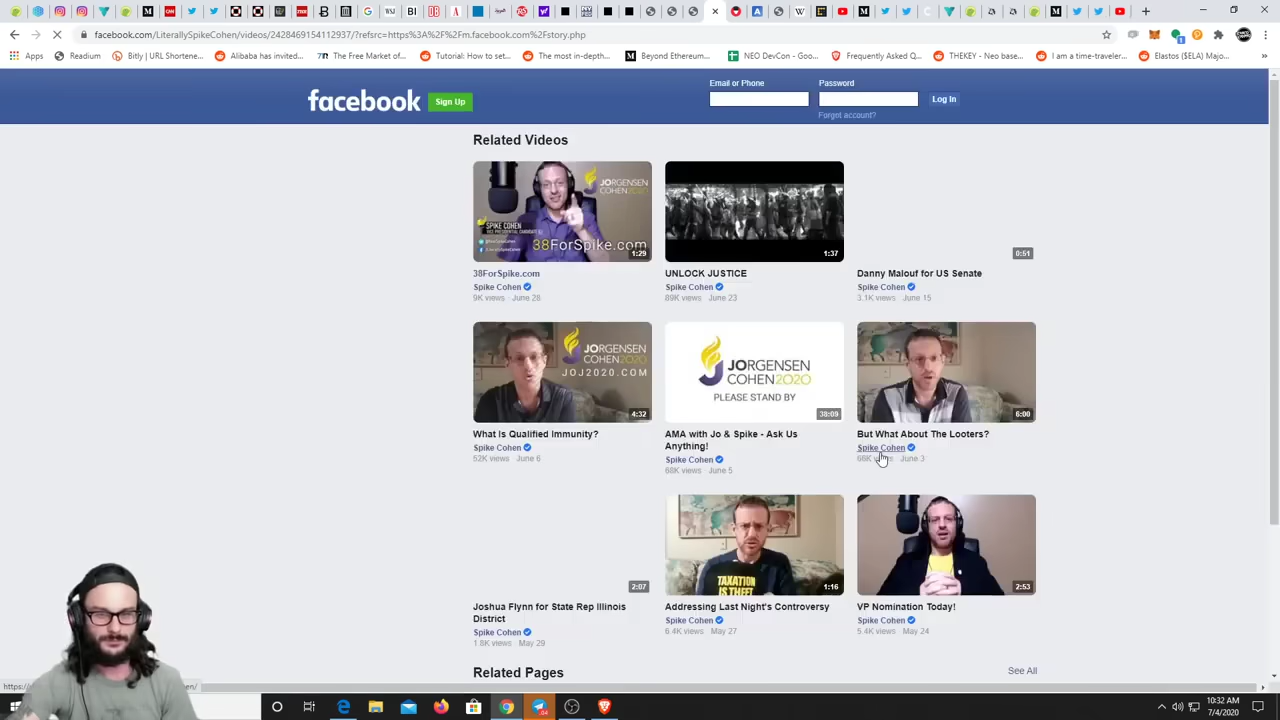 facebook.com/LiterallySpikeCohen/videos/2428469154112937/?refsrc=https%3A%2F%2Fm.facebook.com%2Fstory.php
Apps Readium Bitly | URL Shortene... Alibaba has invited... The Free Market of... Tutorial: How to set... The most in-depth... Beyond Ethereum... NEO DevCon - Goo... Frequently Asked Q... THEKEY - Neo base... I am a time-traveler... Elastos ($ELA) Majo... »
Email or Phone Password
facebook Sign Up Log In
Forgot account?
Related Videos
JORGENSEN
COHEN2020
SPIKE COHEN
38ForSpike.com
1:29 1:37 0:51
38ForSpike.com UNLOCK JUSTICE Danny Malouf for US Senate
Spike Cohen Spike Cohen Spike Cohen
9K views June 28 89K views June 23 3.1K views June 15
JORGENSEN
COHEN2020
JOJ2020.COM
4:32
JORGENSEN
COHEN2020
PLEASE STAND BY
38:09 6:00
What Is Qualified Immunity? AMA with Jo & Spike - Ask Us But What About The Looters?
Anything!
Spike Cohen Spike Cohen Spike Cohen
52K views June 6 68K views June 5 66K June 3
TAXATION
IS THEFT
2:07 1:16 2:53
Joshua Flynn for State Rep Illinois Addressing Last Night's Controversy VP Nomination Today!
District
Spike Cohen Spike Cohen Spike Cohen
1.8K views May 29 6.4K views May 27 5.4K views May 24
Related Pages See All
10:32 AM
7/4/2020